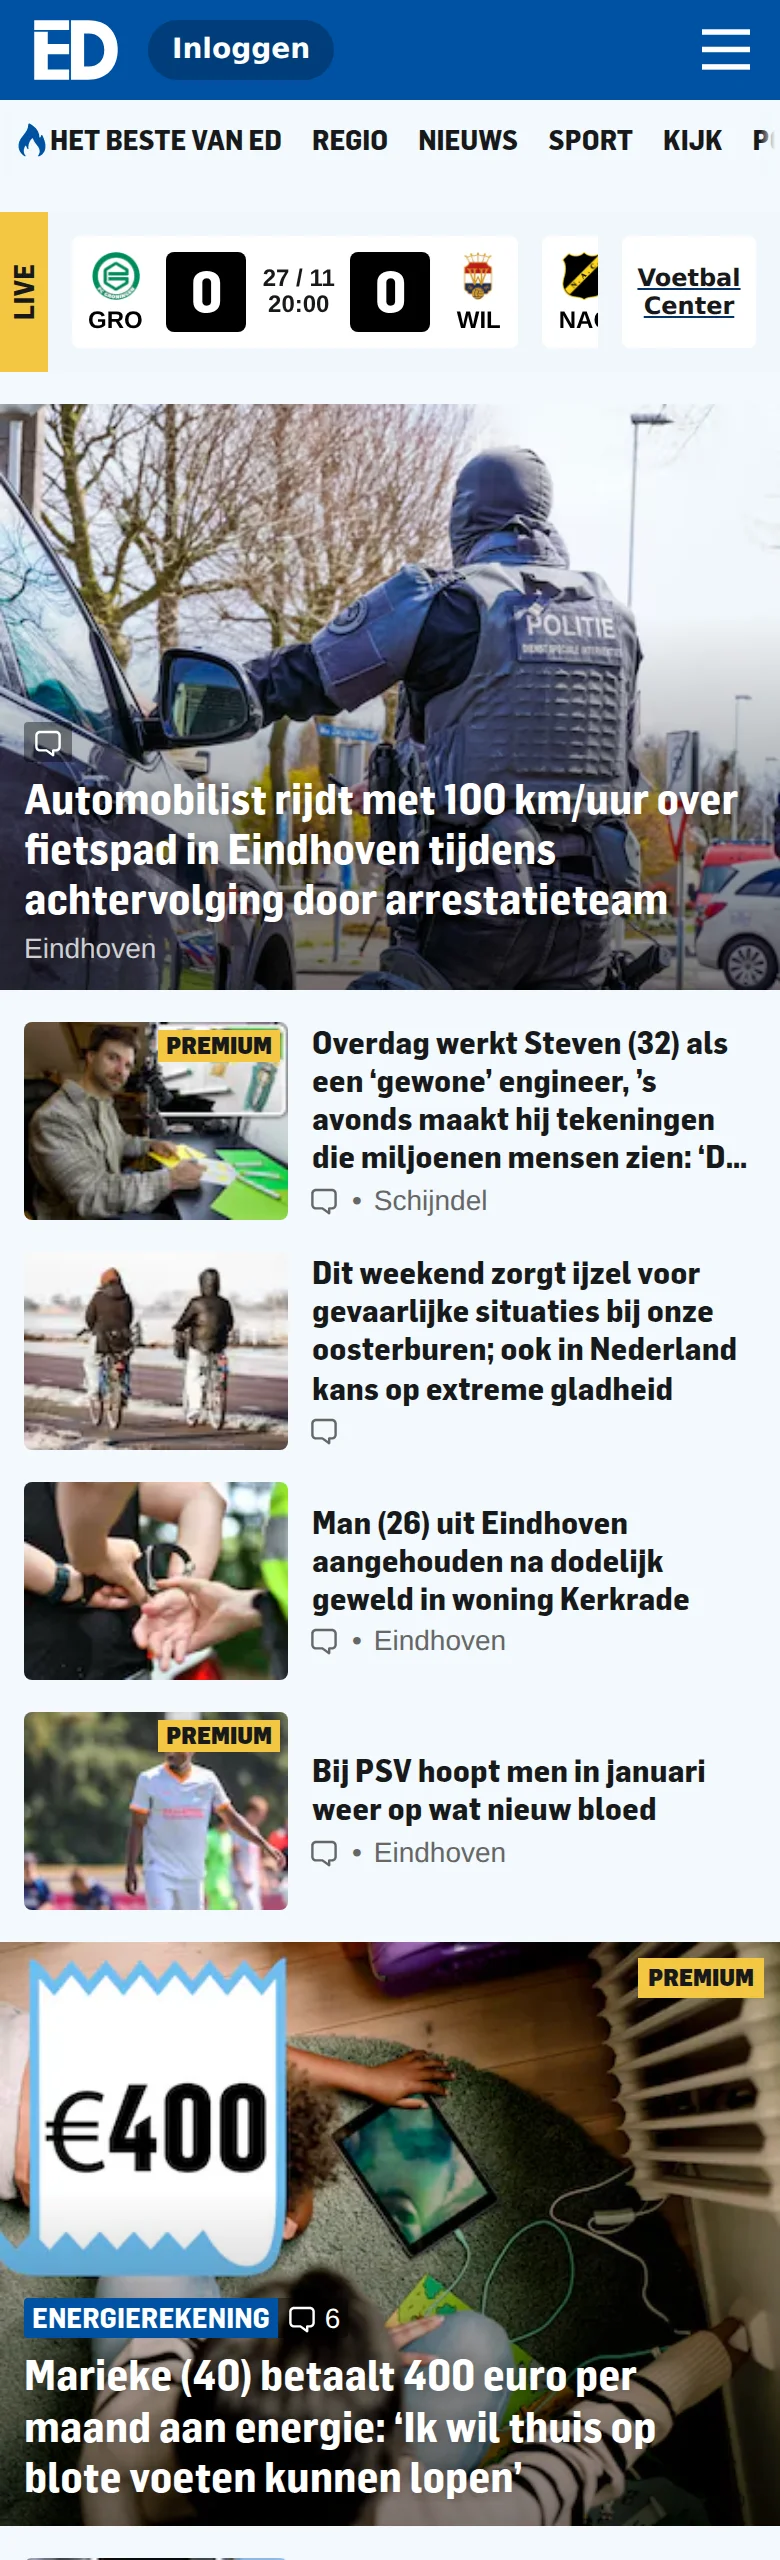 ED
Inloggen
HET BESTE VAN ED REGIO NIEUWS SPORT KIJK
LIVE
GRO
0
27 / 11
20:00
0
WIL
NAC
Voetbal
Center
POLITIE
Automobilist rijdt met 100 km/uur over
fietspad in Eindhoven tijdens
achtervolging door arrestatieteam
Eindhoven
PREMIUM
Overdag werkt Steven (32) als
een ‘gewone’ engineer, ’s
avonds maakt hij tekeningen
die miljoenen mensen zien: ‘D...
• Schijndel
Dit weekend zorgt ijzel voor
gevaarlijke situaties bij onze
oosterburen; ook in Nederland
kans op extreme gladheid
Man (26) uit Eindhoven
aangehouden na dodelijk
geweld in woning Kerkrade
• Eindhoven
PREMIUM
Bij PSV hoopt men in januari
weer op wat nieuw bloed
• Eindhoven
PREMIUM
€400
ENERGIEREKENING 6
Marieke (40) betaalt 400 euro per
maand aan energie: ‘Ik wil thuis op
blote voeten kunnen lopen’